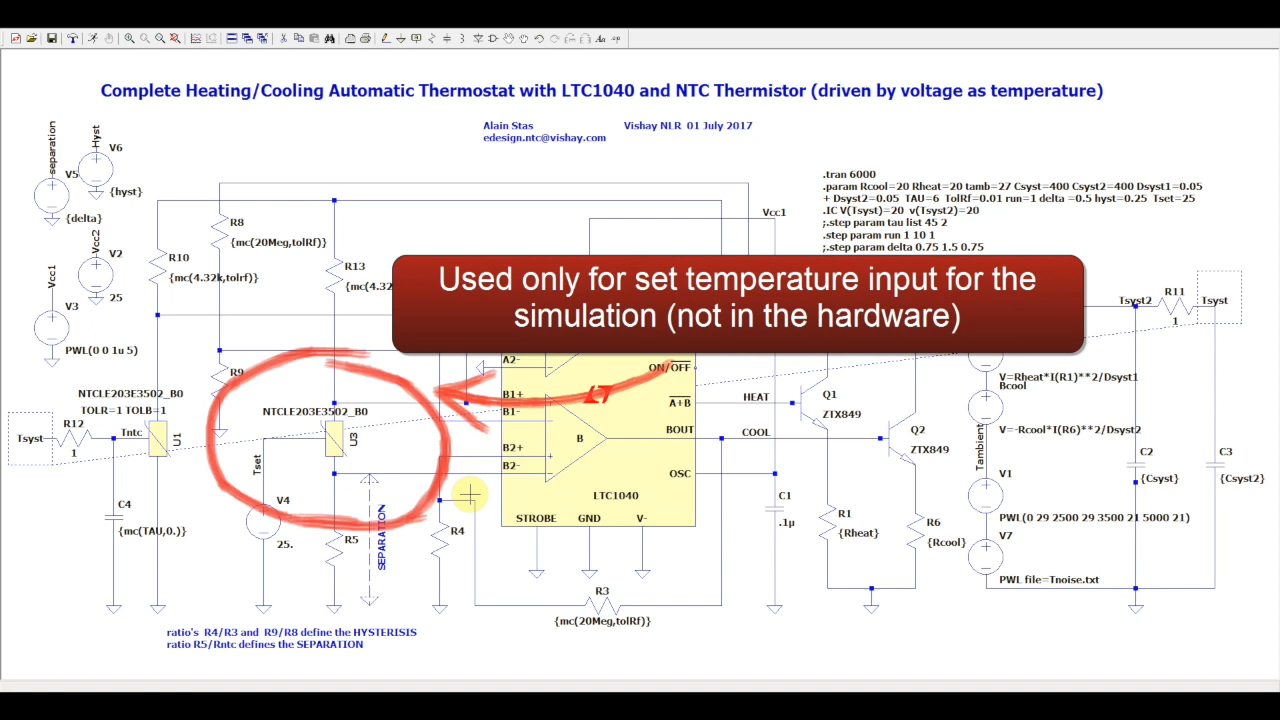 Complete Heating/Cooling Automatic Thermostat with LTC1040 and NTC Thermistor (driven by voltage as temperature)
Alain Stas
Vishay NLR 01 July 2017
edesign.ntc@vishay.com
separation
Hyst
V6
V5
{hyst}
{delta}
Vcc2
V2
Vcc1
25
V3
PWL(0 0 1u 5)
R8
{mc(20Meg,tolRf)}
R10
{mc(4.32k,tolrf)}
R13
{mc(4.32
Vcc1
.tran 6000
.param Rcool=20 Rheat=20 tamb=27 Csyst=400 Csyst2=400 Dsyst1=0.05
+ Dsyst2=0.05 TAU=6 TolRf=0.01 run=1 delta =0.5 hyst=0.25 Tset=25
.IC V(Tsyst)=20 v(Tsyst2)=20
;.step param tau list 45 2
.step param run 1 10 1
;.step param delta 0.75 1.5 0.75
Used only for set temperature input for the
simulation (not in the hardware)
R11
Tsyst2
Tsyst
1
R9
NTCLE203E3502_B0
TOLR=1 TOLB=1
R12
Tsyst
Tntc
1
U1
C4
{mc(TAU,0.)}
NTCLE203E3502_B0
U3
Tset
V4
25.
R5
SEPARATION
R4
A2-
B1+
B1-
B2+
B2-
ON/OFF
A+B
BOUT
OSC
B
LTC1040
STROBE
GND
V-
HEAT
COOL
R3
{mc(20Meg,tolRf)}
C1
.1µ
Q1
ZTX849
Q2
ZTX849
R1
{Rheat}
R6
{Rcool}
V=Rheat*I(R1)**2/Dsyst1
Bcool
V=-Rcool*I(R6)**2/Dsyst2
Tambient
V1
PWL(0 29 2500 29 3500 21 5000 21)
V7
PWL file=Tnoise.txt
C2
{Csyst}
C3
{Csyst2}
ratio's R4/R3 and R9/R8 define the HYSTERISIS
ratio R5/Rntc defines the SEPARATION